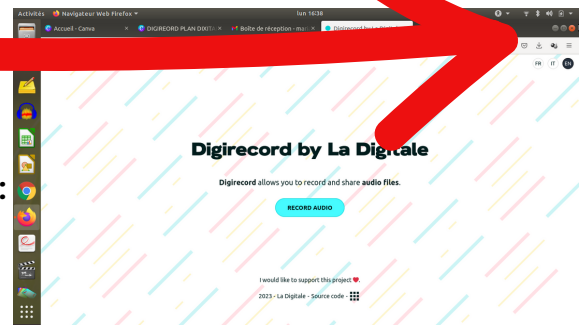 Activités Navigateur Web Firefox lun 16:38
Accueil - Canva DIGIREORD PLAN DIXIT Boîte de réception - ma
FR IT EN
Digirecord by La Digitale
Digirecord allows you to record and share audio files.
RECORD AUDIO
I would like to support this project ❤.
2023 - La Digitale - Source code -
: